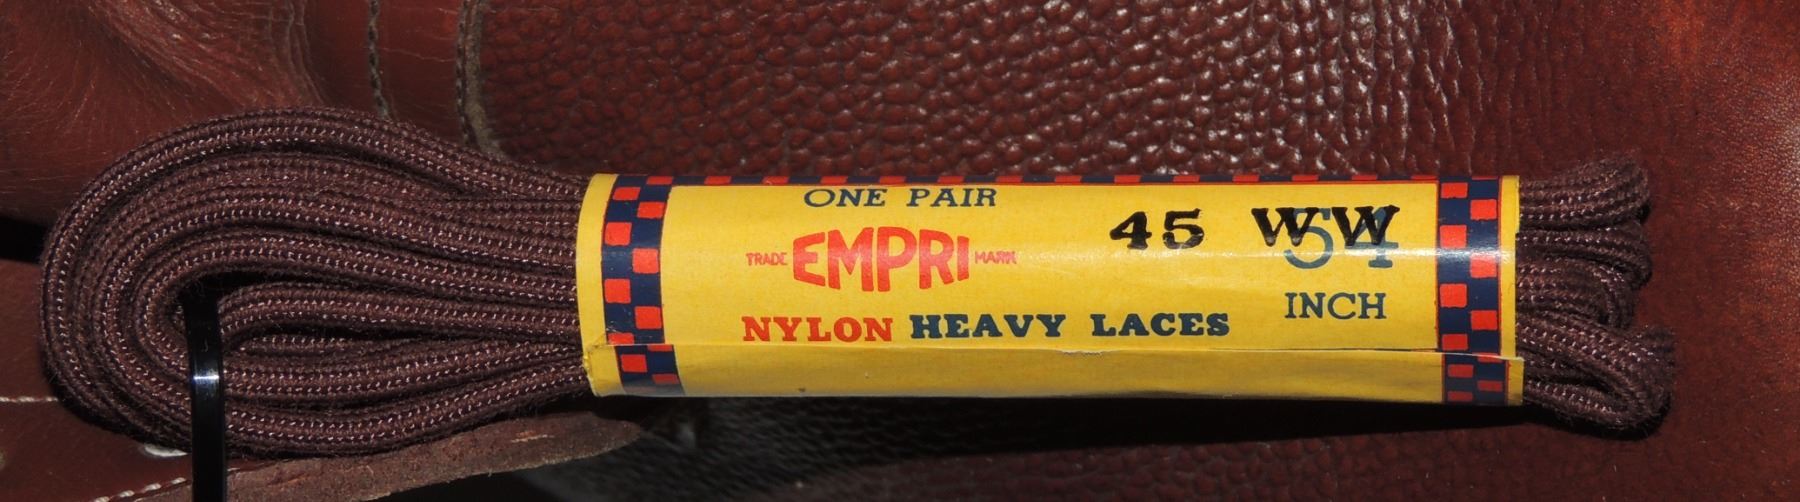 ONE PAIR
TRADE EMPRI MARK
45 WW
54
INCH
NYLON HEAVY LACES